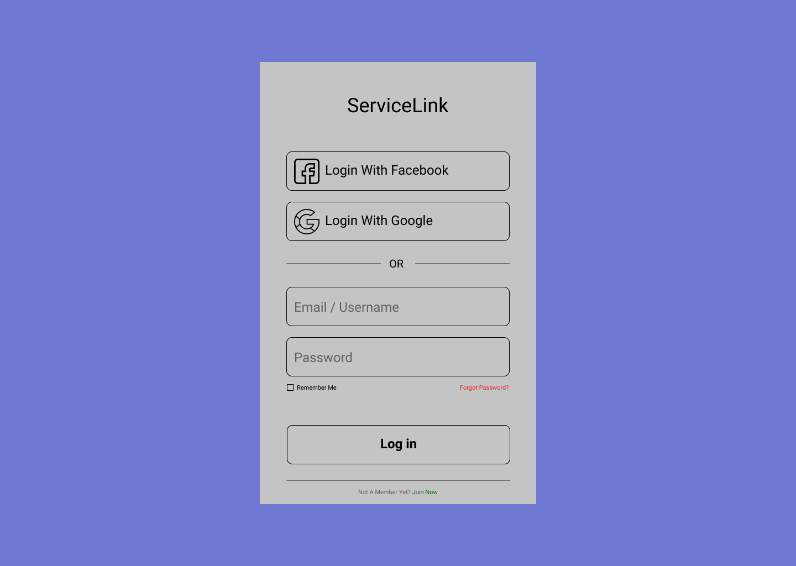 ServiceLink
Login With Facebook
Login With Google
OR
Email / Username
Password
Remember Me
Forgot Password?
Log in
Not A Member Yet? Join Now